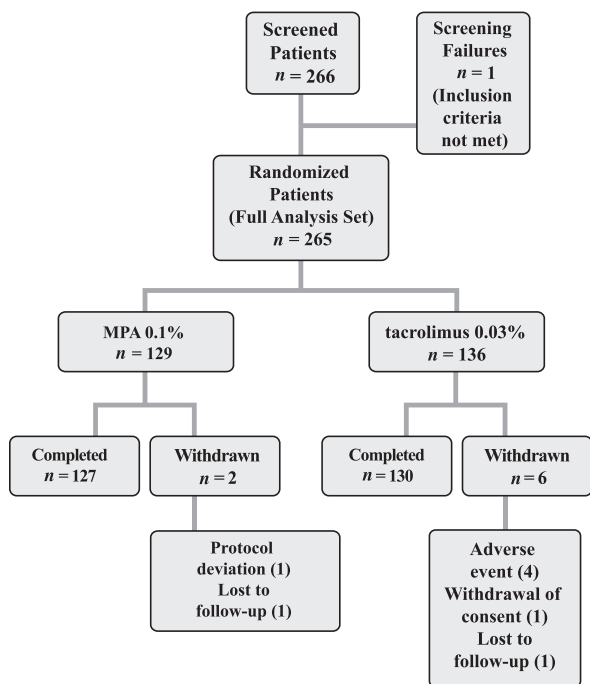 Screened
Patients
n = 266
Screening
Failures
n = 1
(Inclusion
criteria
not met)
Randomized
Patients
(Full Analysis Set)
n = 265
MPA 0.1%
n = 129
tacrolimus 0.03%
n = 136
Completed
n = 127
Withdrawn
n = 2
Completed
n = 130
Withdrawn
n = 6
Protocol
deviation (1)
Lost to
follow-up (1)
Adverse
event (4)
Withdrawal of
consent (1)
Lost to
follow-up (1)